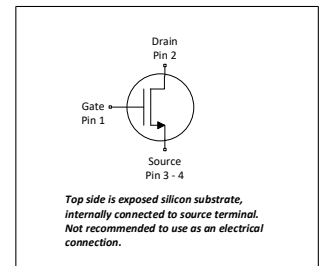 Drain
Pin 2
Gate
Pin 1
Source
Pin 3 - 4
Top side is exposed silicon substrate,
internally connected to source terminal.
Not recommended to use as an electrical
connection.